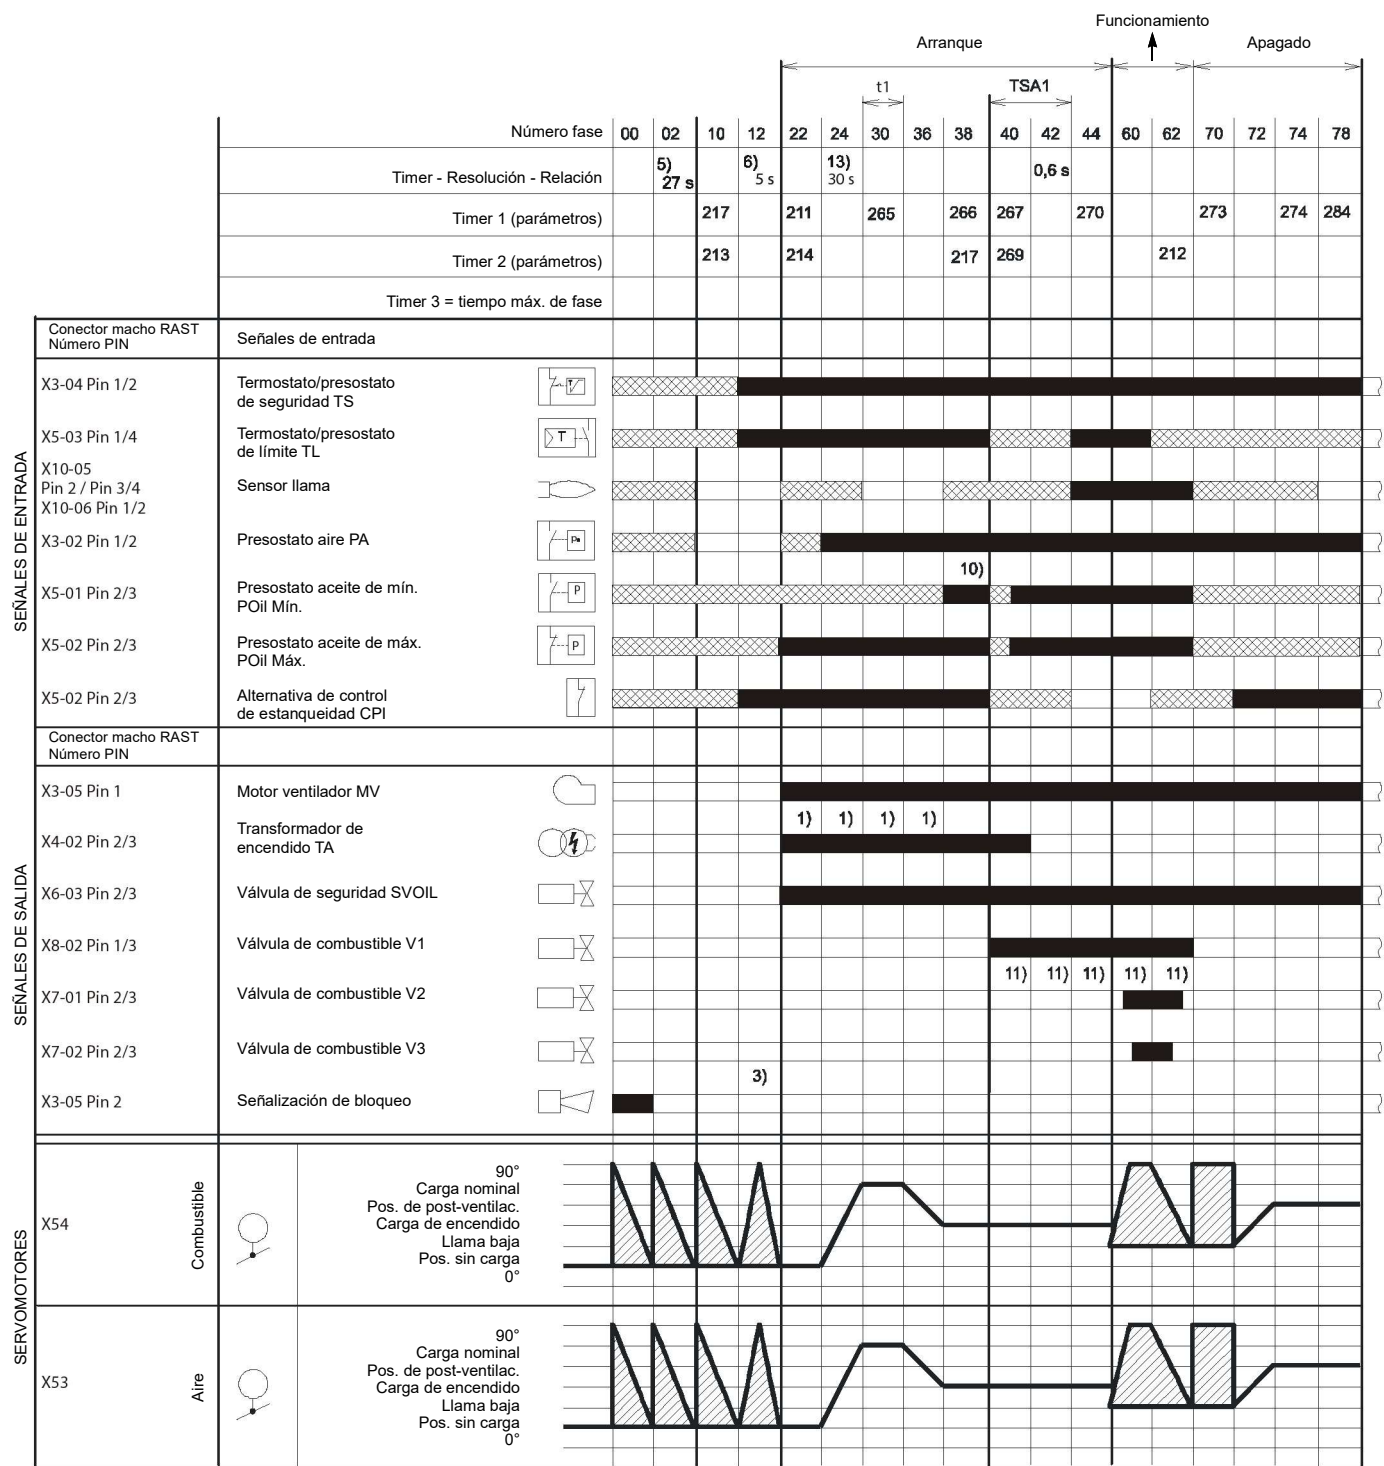 Funcionamiento
Arranque
Apagado
t1
TSA1
Número fase 00 02 10 12 22 24 30 36 38 40 42 44 60 62 70 72 74 78
Timer - Resolución - Relación 5) 27 s 6) 5 s 13) 30 s 0,6 s
Timer 1 (parámetros) 217 211 265 266 267 270 273 274 284
Timer 2 (parámetros) 213 214 217 269 212
Timer 3 = tiempo máx. de fase
Conector macho RAST
Número PIN
Señales de entrada
SEÑALES DE ENTRADA
X3-04 Pin 1/2
Termostato/presostato
de seguridad TS
T
X5-03 Pin 1/4
Termostato/presostato
de límite TL
T
X10-05
Pin 2 / Pin 3/4
X10-06 Pin 1/2
Sensor llama
X3-02 Pin 1/2
Presostato aire PA
10)
X5-01 Pin 2/3
Presostato aceite de mín.
POil Mín.
P
X5-02 Pin 2/3
Presostato aceite de máx.
POil Máx.
P
X5-02 Pin 2/3
Alternativa de control
de estanqueidad CPI
Conector macho RAST
Número PIN
SEÑALES DE SALIDA
X3-05 Pin 1
Motor ventilador MV
1) 1) 1) 1)
X4-02 Pin 2/3
Transformador de
encendido TA
X6-03 Pin 2/3
Válvula de seguridad SVOIL
X8-02 Pin 1/3
Válvula de combustible V1
11) 11) 11) 11) 11)
X7-01 Pin 2/3
Válvula de combustible V2
X7-02 Pin 2/3
Válvula de combustible V3
3)
X3-05 Pin 2
Señalización de bloqueo
SERVOMOTORES
X54
Combustible
90°
Carga nominal
Pos. de post-ventilac.
Carga de encendido
Llama baja
Pos. sin carga
0°
X53
Aire
90°
Carga nominal
Pos. de post-ventilac.
Carga de encendido
Llama baja
Pos. sin carga
0°